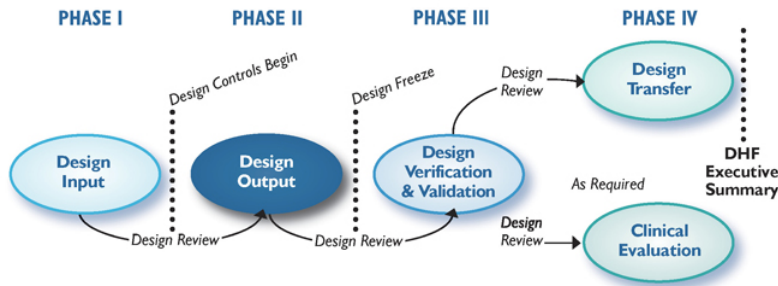 PHASE I
PHASE II
PHASE III
PHASE IV
Design Controls Begin
Design Freeze
Design
Review
Design
Transfer
Design
Input
Design
Output
Design
Verification
& Validation
DHF
Executive
Summary
As Required
Design Review
Design Review
Design
Review
Clinical
Evaluation